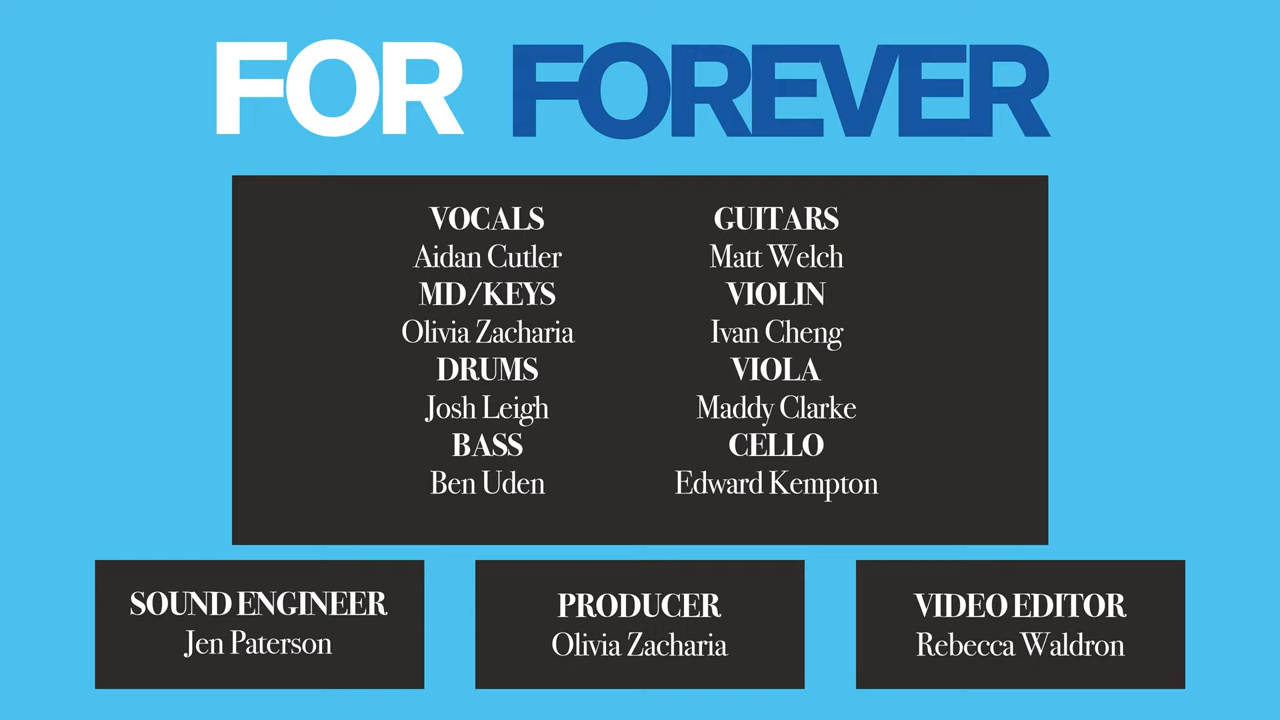 FOR FOREVER
VOCALS
Aidan Cutler
MD/KEYS
Olivia Zacharia
DRUMS
Josh Leigh
BASS
Ben Uden
GUITARS
Matt Welch
VIOLIN
Ivan Cheng
VIOLA
Maddy Clarke
CELLO
Edward Kempton
SOUND ENGINEER
Jen Paterson
PRODUCER
Olivia Zacharia
VIDEO EDITOR
Rebecca Waldron